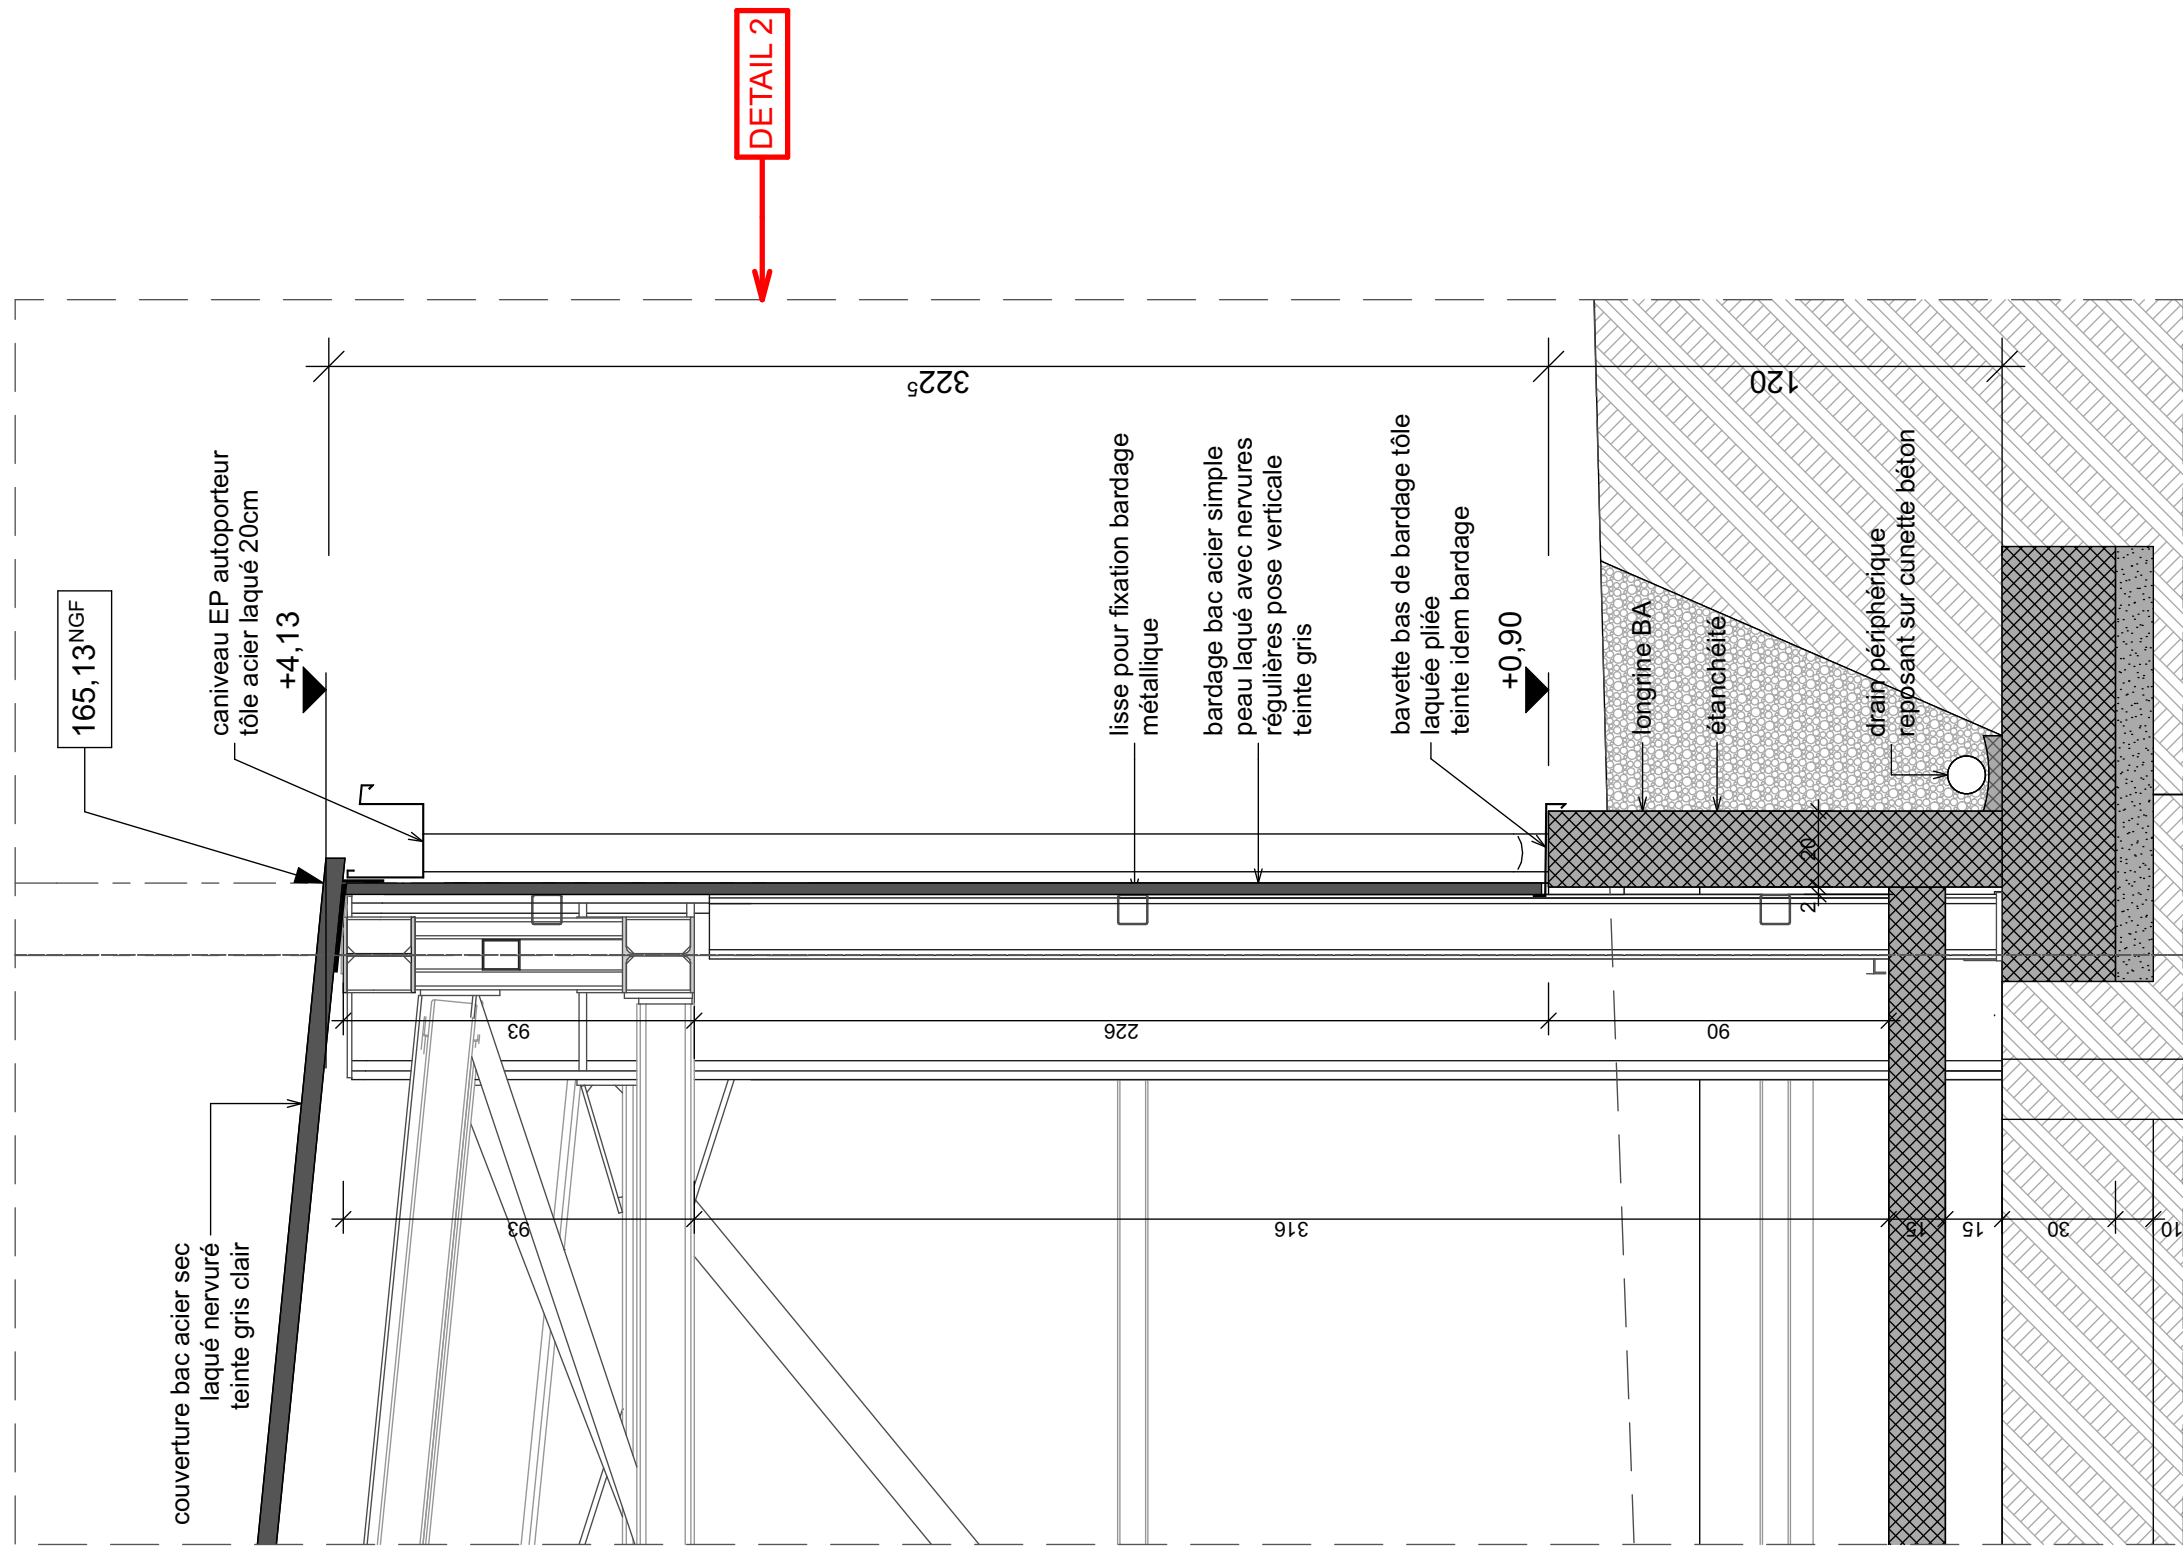 DETAIL 2
165,13NGF
caniveau EP autoporteur
tôle acier laqué 20cm
+4,13
couverture bac acier sec
laqué nervuré
teinte gris clair
322⁵
120
lisse pour fixation bardage
métallique
bardage bac acier simple
peau laqué avec nervures
régulières pose verticale
teinte gris
bavette bas de bardage tôle
laquée pliée
teinte idem bardage
+0,90
longrine BA
étanchéité
drain périphérique
reposant sur cunette béton
20
2
93
226
90
93
316
15
15
30
10